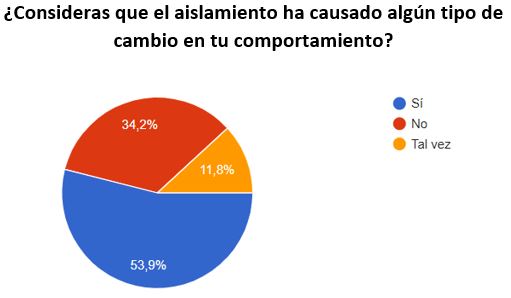 ¿Consideras que el aislamiento ha causado algún tipo de
cambio en tu comportamiento?
Sí
No
Tal vez
34,2%
11,8%
53,9%